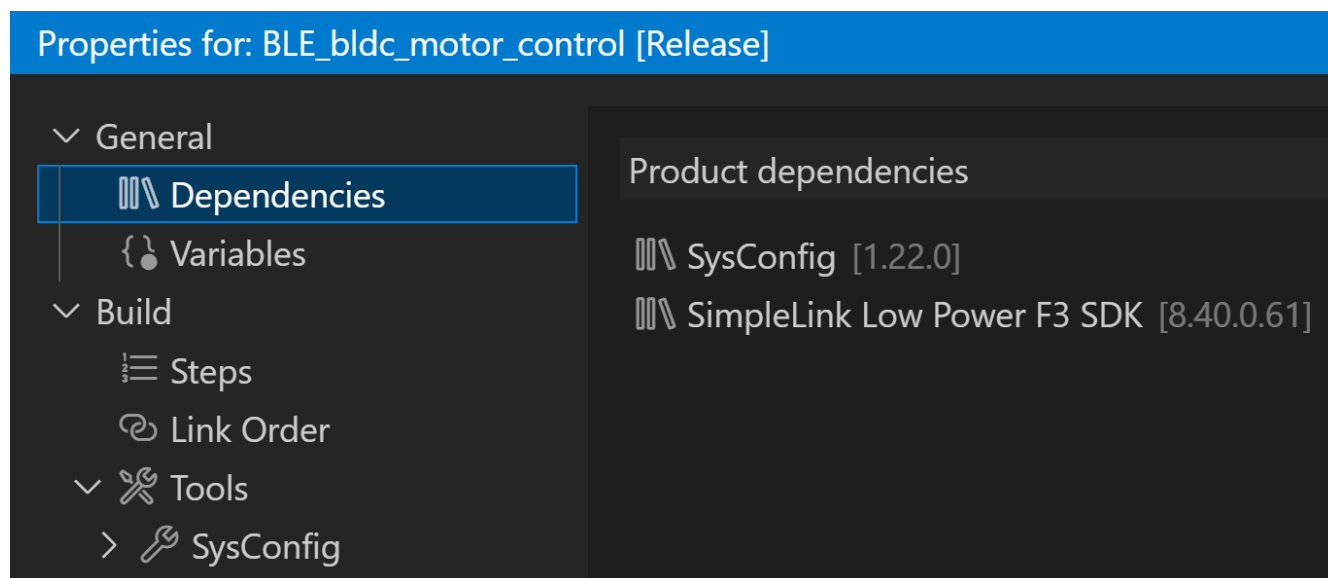 Properties for: BLE_bldc_motor_control [Release]
General
Dependencies
Variables
Build
Steps
Link Order
Tools
SysConfig
Product dependencies
SysConfig [1.22.0]
SimpleLink Low Power F3 SDK [8.40.0.61]